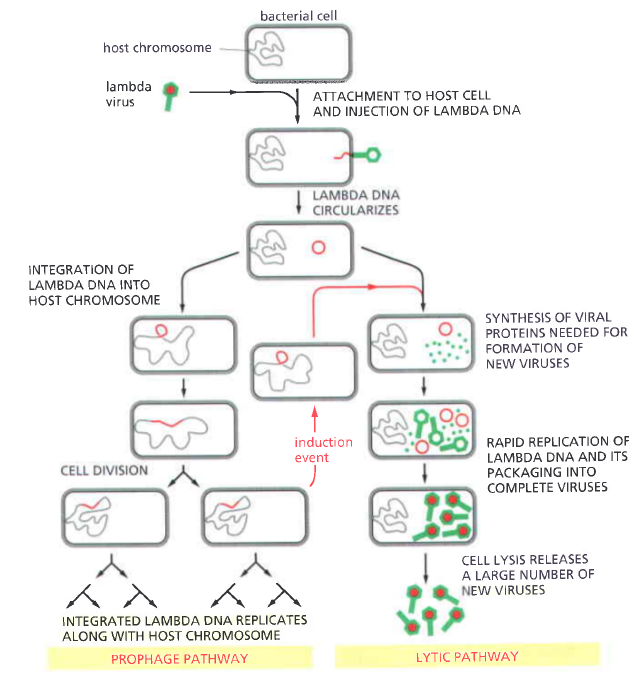 bacterial cell
host chromosome
lambda
virus
ATTACHMENT TO HOST CELL
AND INJECTION OF LAMBDA DNA
LAMBDA DNA
CIRCULARIZES
INTEGRATION OF
LAMBDA DNA INTO
HOST CHROMOSOME
SYNTHESIS OF VIRAL
PROTEINS NEEDED FOR
FORMATION OF
NEW VIRUSES
induction
event
RAPID REPLICATION OF
LAMBDA DNA AND ITS
PACKAGING INTO
COMPLETE VIRUSES
CELL DIVISION
CELL LYSIS RELEASES
A LARGE NUMBER OF
NEW VIRUSES
INTEGRATED LAMBDA DNA REPLICATES
ALONG WITH HOST CHROMOSOME
PROPHAGE PATHWAY
LYTIC PATHWAY